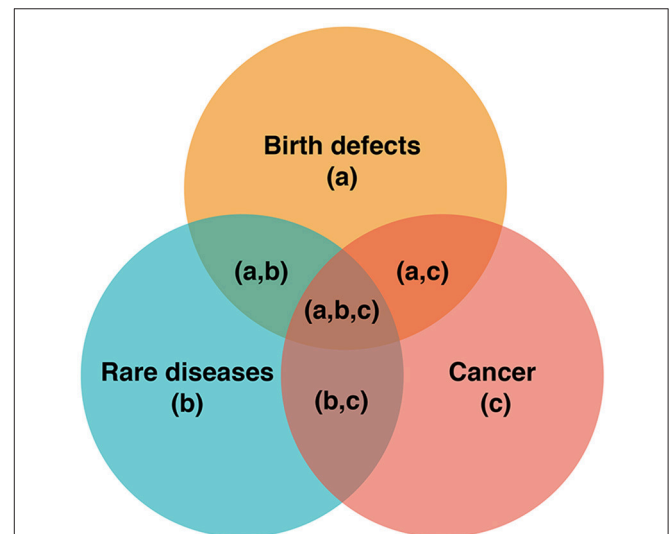 Birth defects
(a)
(a,b)
(a,c)
(a,b,c)
Rare diseases
(b)
(b,c)
Cancer
(c)